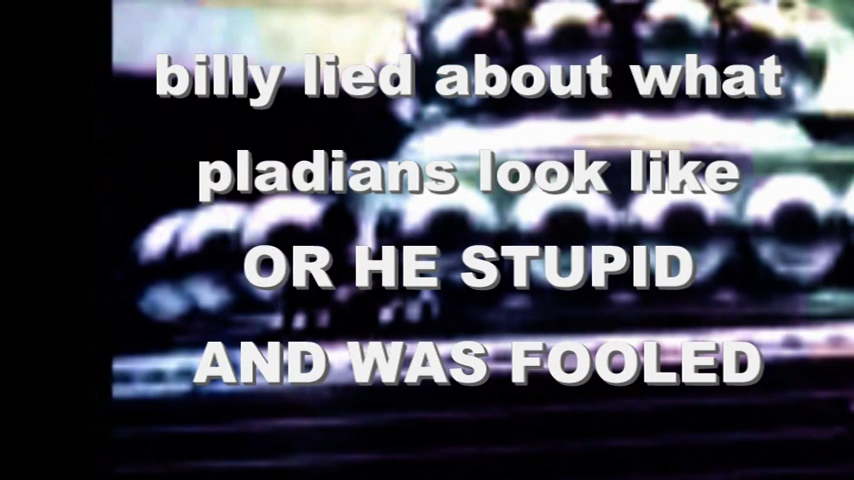 billy lied about what
pladians look like
OR HE STUPID
AND WAS FOOLED